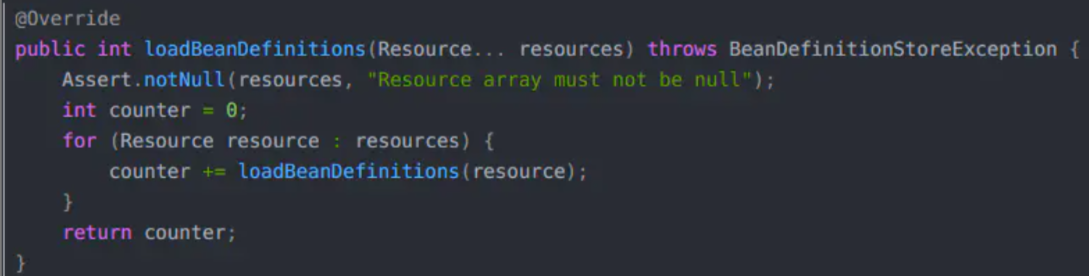 @Override
public int loadBeanDefinitions(Resource... resources) throws BeanDefinitionStoreException {
    Assert.notNull(resources, "Resource array must not be null");
    int counter = 0;
    for (Resource resource : resources) {
        counter += loadBeanDefinitions(resource);
    }
    return counter;
}